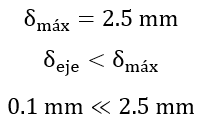 δmáx = 2.5 mm
δeje < δmáx
0.1 mm ≪ 2.5 mm